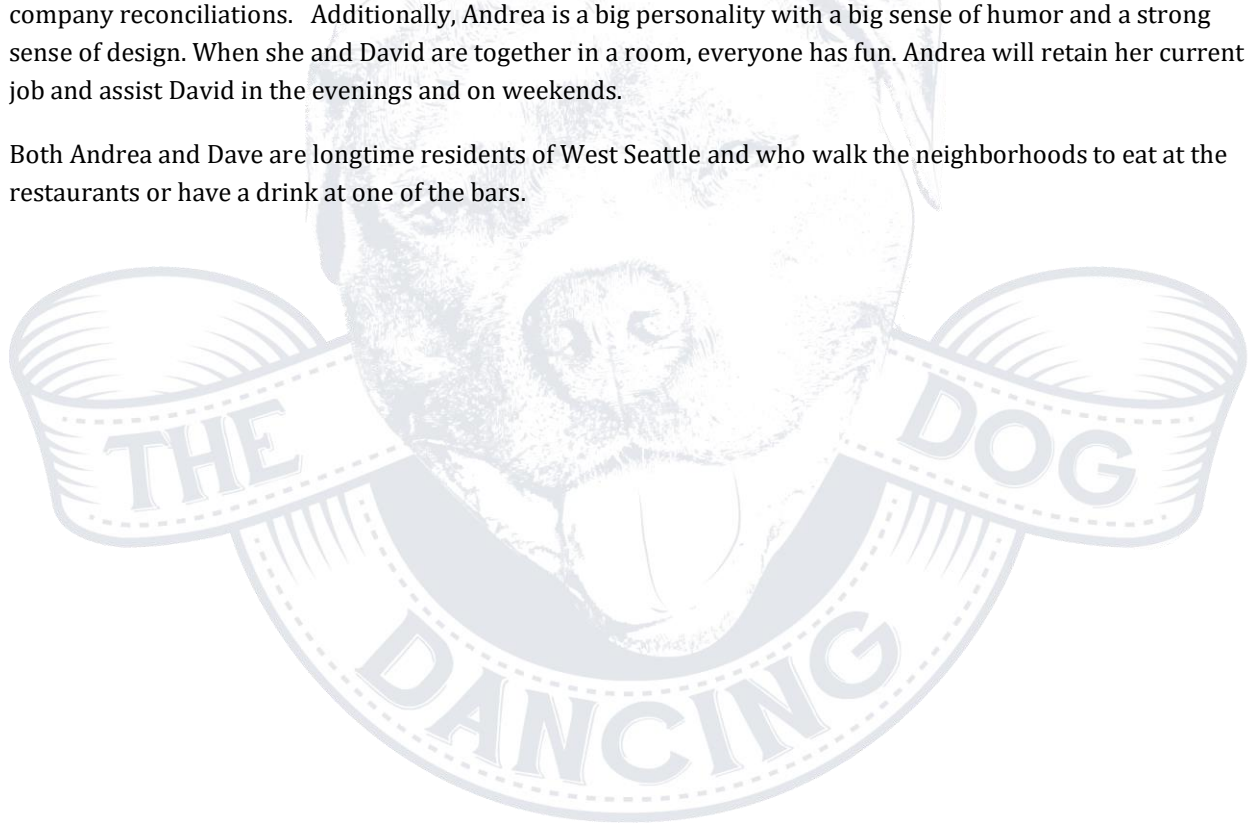 company reconciliations.   Additionally, Andrea is a big personality with a big sense of humor and a strong
sense of design. When she and David are together in a room, everyone has fun. Andrea will retain her current
job and assist David in the evenings and on weekends.
Both Andrea and Dave are longtime residents of West Seattle and who walk the neighborhoods to eat at the
restaurants or have a drink at one of the bars.
THE
DANCING
DOG